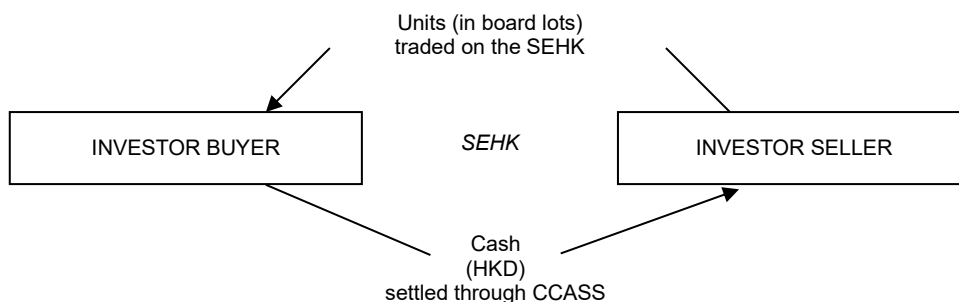 Units (in board lots)
traded on the SEHK
INVESTOR BUYER
SEHK
INVESTOR SELLER
Cash
(HKD)
settled through CCASS